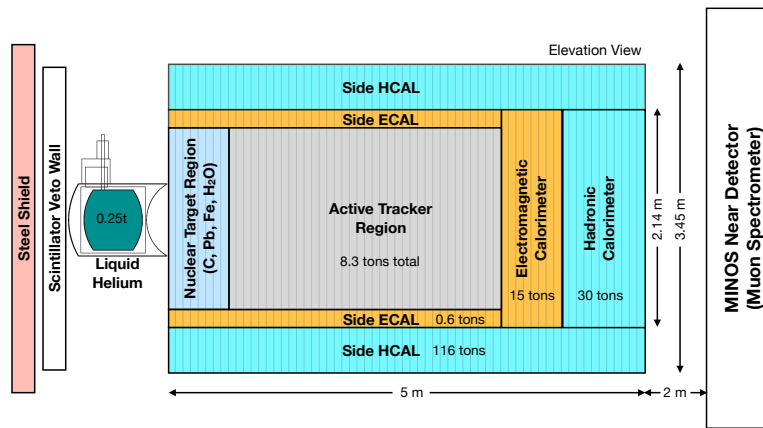 Elevation View
Steel Shield
Scintillator Veto Wall
0.25t
Liquid
Helium
Side HCAL
Side ECAL
Nuclear Target Region
(C, Pb, Fe, H2O)
Active Tracker
Region
8.3 tons total
Electromagnetic
Calorimeter
15 tons
Hadronic
Calorimeter
30 tons
Side ECAL 0.6 tons
Side HCAL 116 tons
2.14 m
3.45 m
5 m
2 m
MINOS Near Detector
(Muon Spectrometer)